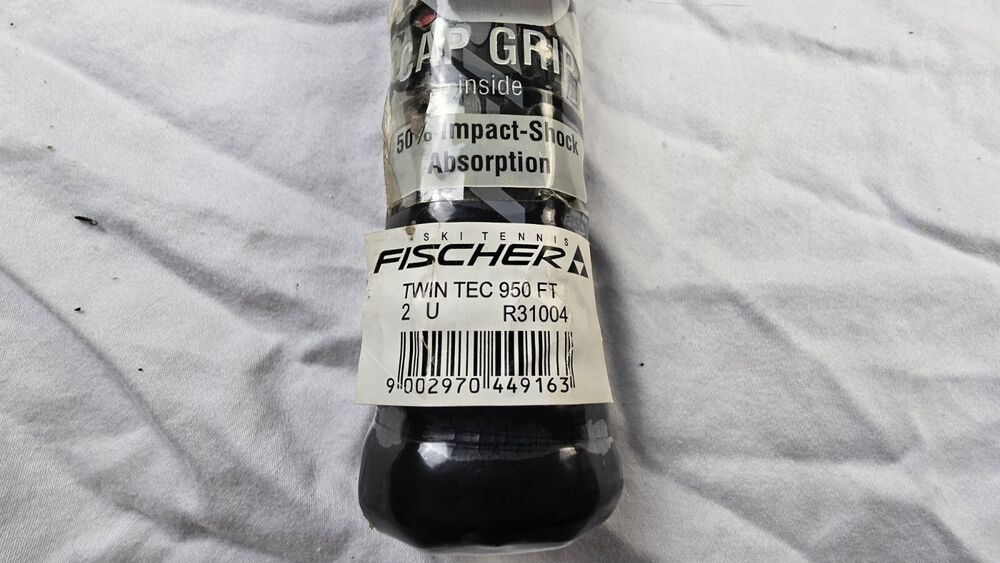 CAP GRIP
inside
50% Impact-Shock
Absorption
SKI TENNIS
FISCHER
TWIN TEC 950 FT
2 U R31004
9 002970 449163